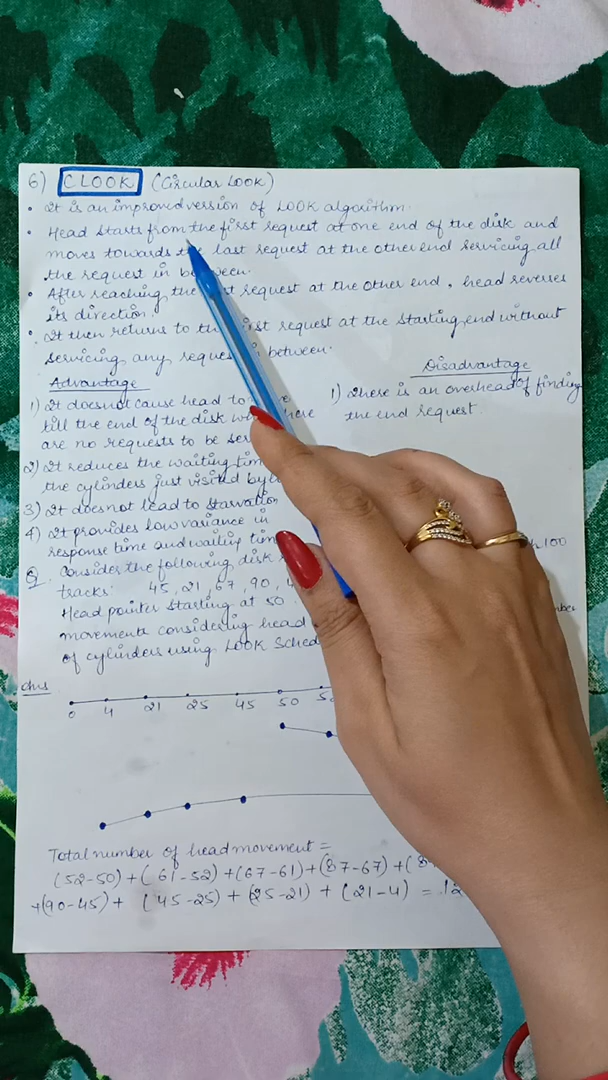 6) CLOOK (Circular LOOK)
• It is an improved version of LOOK algorithm.
• Head starts from the first request at one end of the disk and
moves towards the last request at the other end servicing all
the request in between.
• After reaching the request at the other end, head reverses
its direction.
• It then returns to the first request at the starting end without
servicing any request between.
Advantage
1) It doesnot cause head to
till the end of the disk
are no requests to be
2) It reduces the waiting
the cylinders just visited by
3) It doesnot lead to starvation
4) It provides low variance in
response time and waiting
Disadvantage
1) There is an overhead of finding
the end request.
Q. Consider the following disk 100
tracks: 45, 21, 67, 90,
Head pointer starting at 50
movements considering head
of cylinders using LOOK
Ans
0 4 21 25 45 50
Total number of head movement =
(52-50) + (61-52) + (67-61) + (87-67) +
+(90-45) + (45-25) + (25-21) + (21-4) =